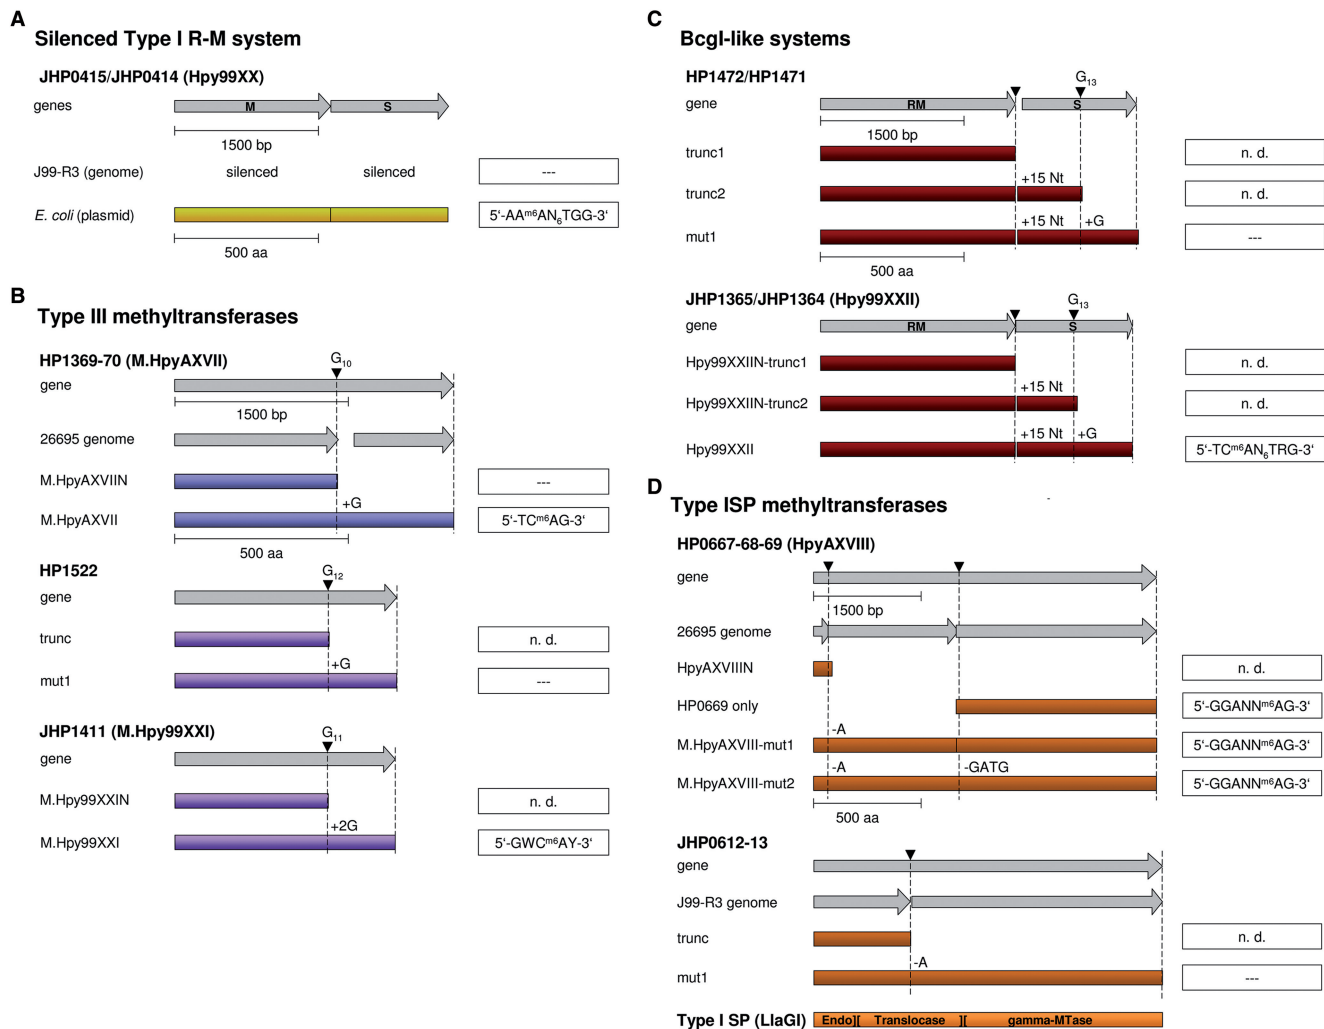 A
Silenced Type I R-M system
JHP0415/JHP0414 (Hpy99XX)
genes
M
S
1500 bp
J99-R3 (genome)
silenced
silenced
---
E. coli (plasmid)
5‘-AAᵐ⁶AN₆TGG-3‘
500 aa
B
Type III methyltransferases
HP1369-70 (M.HpyAXVII)
G₁₀
gene
1500 bp
26695 genome
M.HpyAXVIIN
---
+G
M.HpyAXVII
5‘-TCᵐ⁶AG-3‘
500 aa
HP1522
G₁₂
gene
trunc
n. d.
+G
mut1
---
JHP1411 (M.Hpy99XXI)
G₁₁
gene
M.Hpy99XXIN
n. d.
+2G
M.Hpy99XXI
5‘-GWCᵐ⁶AY-3‘
C
BcgI-like systems
HP1472/HP1471
G₁₃
gene
RM
S
1500 bp
trunc1
n. d.
+15 Nt
trunc2
n. d.
+15 Nt
+G
mut1
---
500 aa
JHP1365/JHP1364 (Hpy99XXII)
G₁₃
gene
RM
S
Hpy99XXIIN-trunc1
n. d.
+15 Nt
Hpy99XXIIN-trunc2
n. d.
+15 Nt
+G
Hpy99XXII
5‘-TCᵐ⁶AN₆TRG-3‘
D
Type ISP methyltransferases
HP0667-68-69 (HpyAXVIII)
gene
1500 bp
26695 genome
HpyAXVIIIN
n. d.
HP0669 only
5‘-GGANNᵐ⁶AG-3‘
-A
M.HpyAXVIII-mut1
5‘-GGANNᵐ⁶AG-3‘
-A
-GATG
M.HpyAXVIII-mut2
5‘-GGANNᵐ⁶AG-3‘
500 aa
JHP0612-13
gene
J99-R3 genome
trunc
n. d.
-A
mut1
---
Type I SP (LlaGI)
Endo][ Translocase ][ gamma-MTase